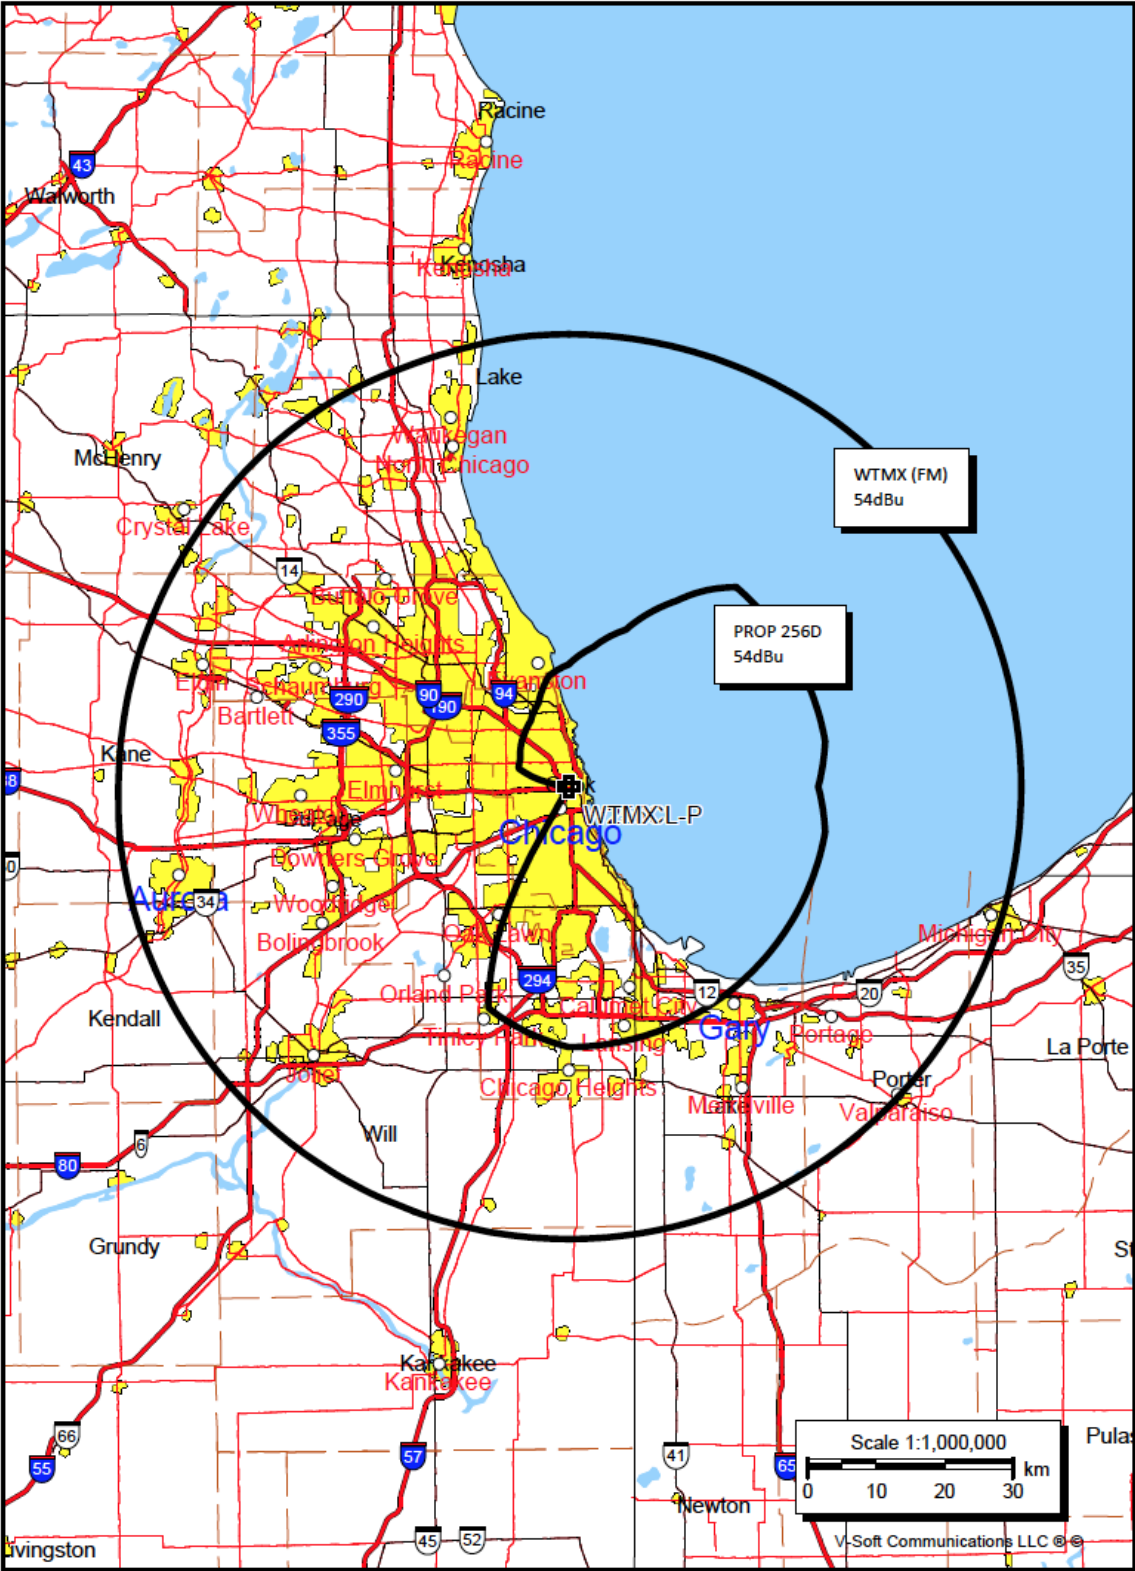 Racine
Racine
43
Walworth
Kenosha
Kenosha
Lake
Waukegan
McHenry
North Chicago
WTMX (FM)
54dBu
Crystal Lake
14
Buffalo Grove
PROP 256D
54dBu
Arlington Heights
Elgin
Schaumburg
Evanston
290
90
94
Bartlett
355
Kane
Elmhurst
Wheaton
WTMX L-P
Chicago
Downers Grove
Aurora
34
Woodridge
Oak Lawn
Bolingbrook
Michigan City
35
294
Orland Park
12
20
Calumet City
Kendall
Gary
Portage
Tinley Park
Lansing
La Porte
Joliet
Chicago Heights
Porter
Merrillville
Lake
Valparaiso
Will
6
80
Grundy
St
Kankakee
Kankakee
66
55
57
41
65
Scale 1:1,000,000
km
0 10 20 30
Pulas
Newton
45
52
V-Soft Communications LLC ® ©
ivingston